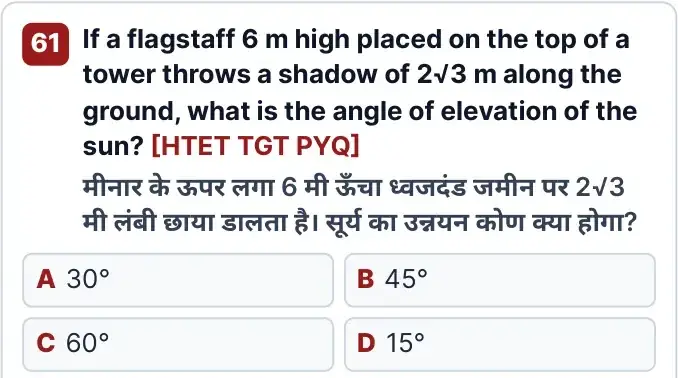 61 If a flagstaff 6 m high placed on the top of a
tower throws a shadow of 2√3 m along the
ground, what is the angle of elevation of the
sun? [HTET TGT PYQ]
मीनार के ऊपर लगा 6 मी ऊँचा ध्वजदंड जमीन पर 2√3
मी लंबी छाया डालता है। सूर्य का उन्नयन कोण क्या होगा?
A 30° B 45°
C 60° D 15°